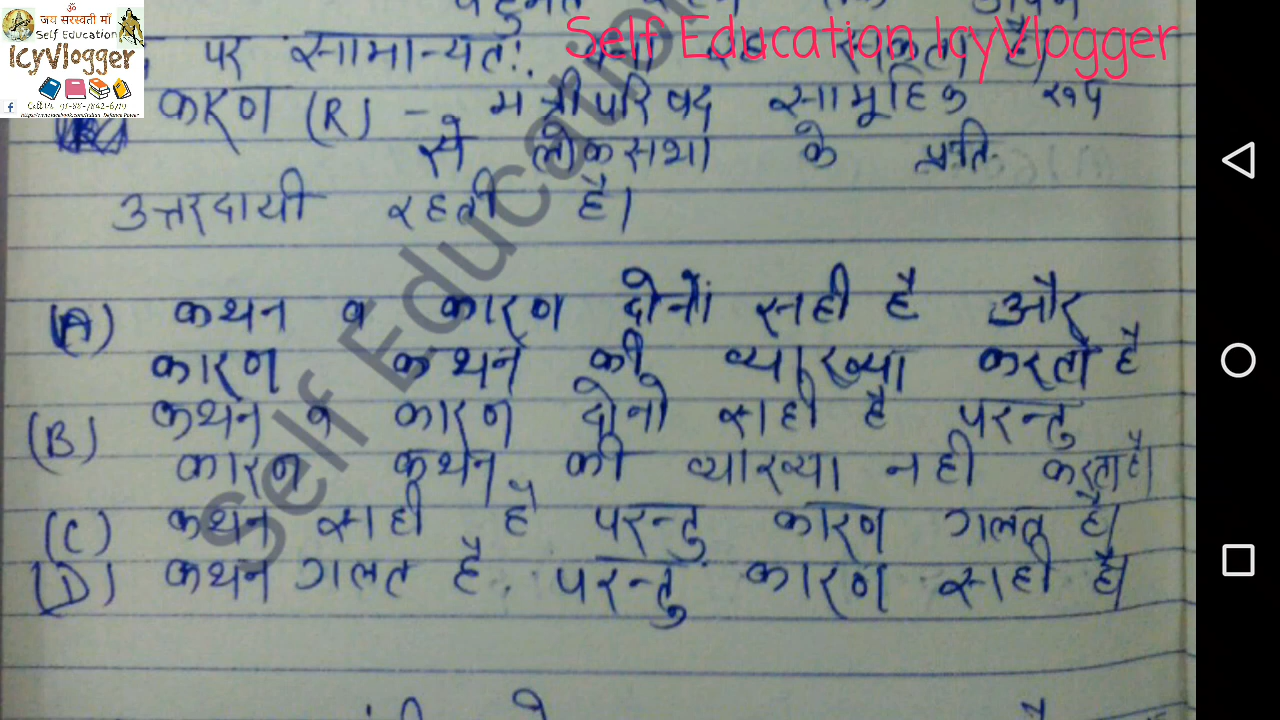 ॐ
जय सरस्वती माँ
Self Education
IcyVlogger
Self Education IcyVlogger
पर सामान्यतः
कारण (R) - मंत्रीपरिषद सामूहिक रूप
से लोकसभा के प्रति
उत्तरदायी रहती है।
(A) कथन व कारण दोनों सही है और
कारण कथन की व्याख्या करता है
(B) कथन व कारण दोनो सही है परन्तु
कारण कथन की व्याख्या नही करता है।
(C) कथन सही है परन्तु कारण गलत है।
(D) कथन गलत है, परन्तु कारण सही है।
Self Education